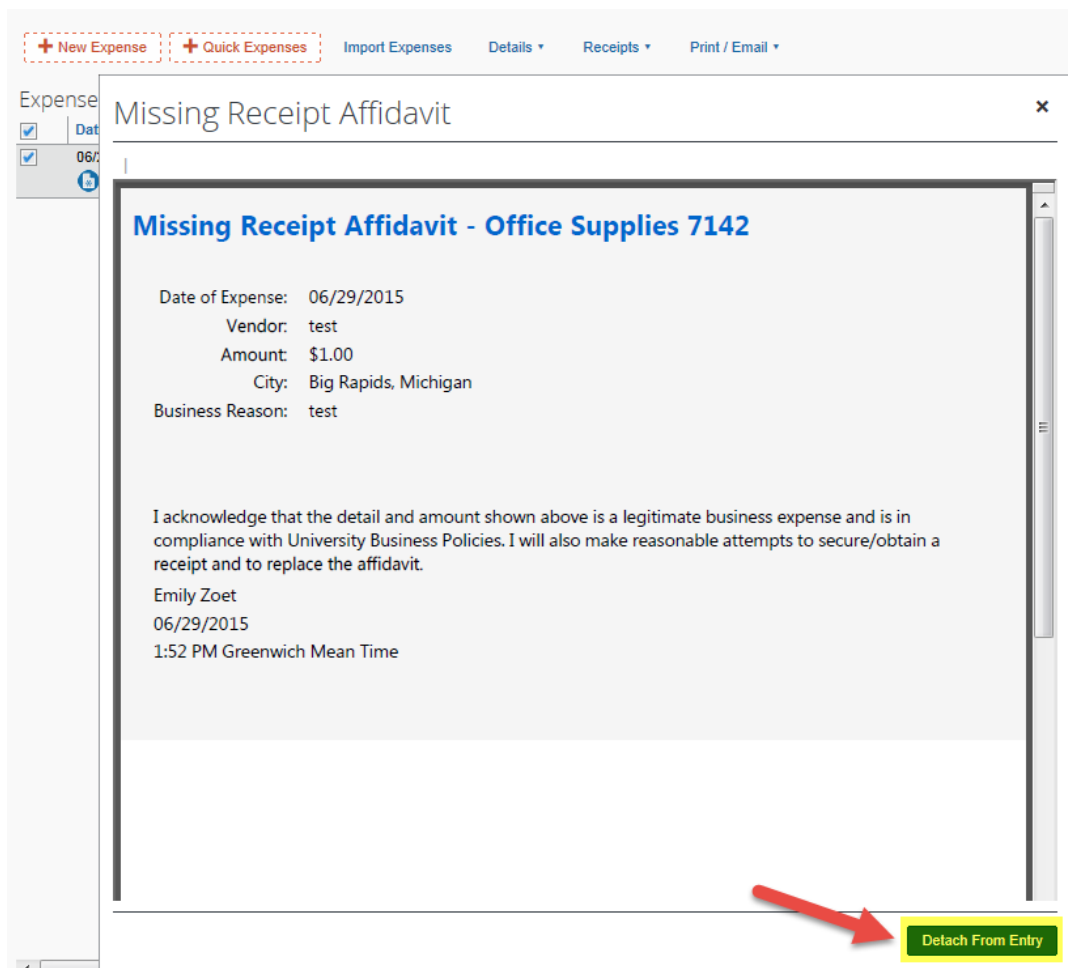 + New Expense + Quick Expenses Import Expenses Details ▾ Receipts ▾ Print / Email ▾
Expense
Missing Receipt Affidavit ×
Dat
06/
Missing Receipt Affidavit - Office Supplies 7142
Date of Expense: 06/29/2015
Vendor: test
Amount: $1.00
City: Big Rapids, Michigan
Business Reason: test
I acknowledge that the detail and amount shown above is a legitimate business expense and is in
compliance with University Business Policies. I will also make reasonable attempts to secure/obtain a
receipt and to replace the affidavit.
Emily Zoet
06/29/2015
1:52 PM Greenwich Mean Time
Detach From Entry